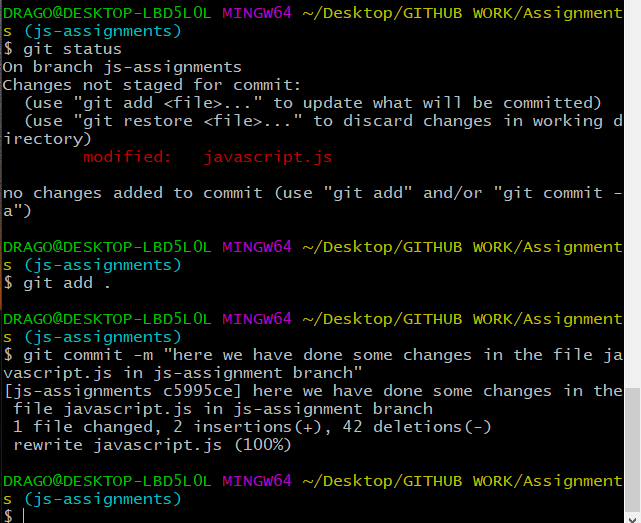 DRAGO@DESKTOP-LBD5L0L MINGW64 ~/Desktop/GITHUB WORK/Assignment
s (js-assignments)
$ git status
On branch js-assignments
Changes not staged for commit:
  (use "git add <file>..." to update what will be committed)
  (use "git restore <file>..." to discard changes in working d
irectory)
        modified:   javascript.js

no changes added to commit (use "git add" and/or "git commit -
a")

DRAGO@DESKTOP-LBD5L0L MINGW64 ~/Desktop/GITHUB WORK/Assignment
s (js-assignments)
$ git add .

DRAGO@DESKTOP-LBD5L0L MINGW64 ~/Desktop/GITHUB WORK/Assignment
s (js-assignments)
$ git commit -m "here we have done some changes in the file ja
vascript.js in js-assignment branch"
[js-assignments c5995ce] here we have done some changes in the
 file javascript.js in js-assignment branch
 1 file changed, 2 insertions(+), 42 deletions(-)
 rewrite javascript.js (100%)

DRAGO@DESKTOP-LBD5L0L MINGW64 ~/Desktop/GITHUB WORK/Assignment
s (js-assignments)
$